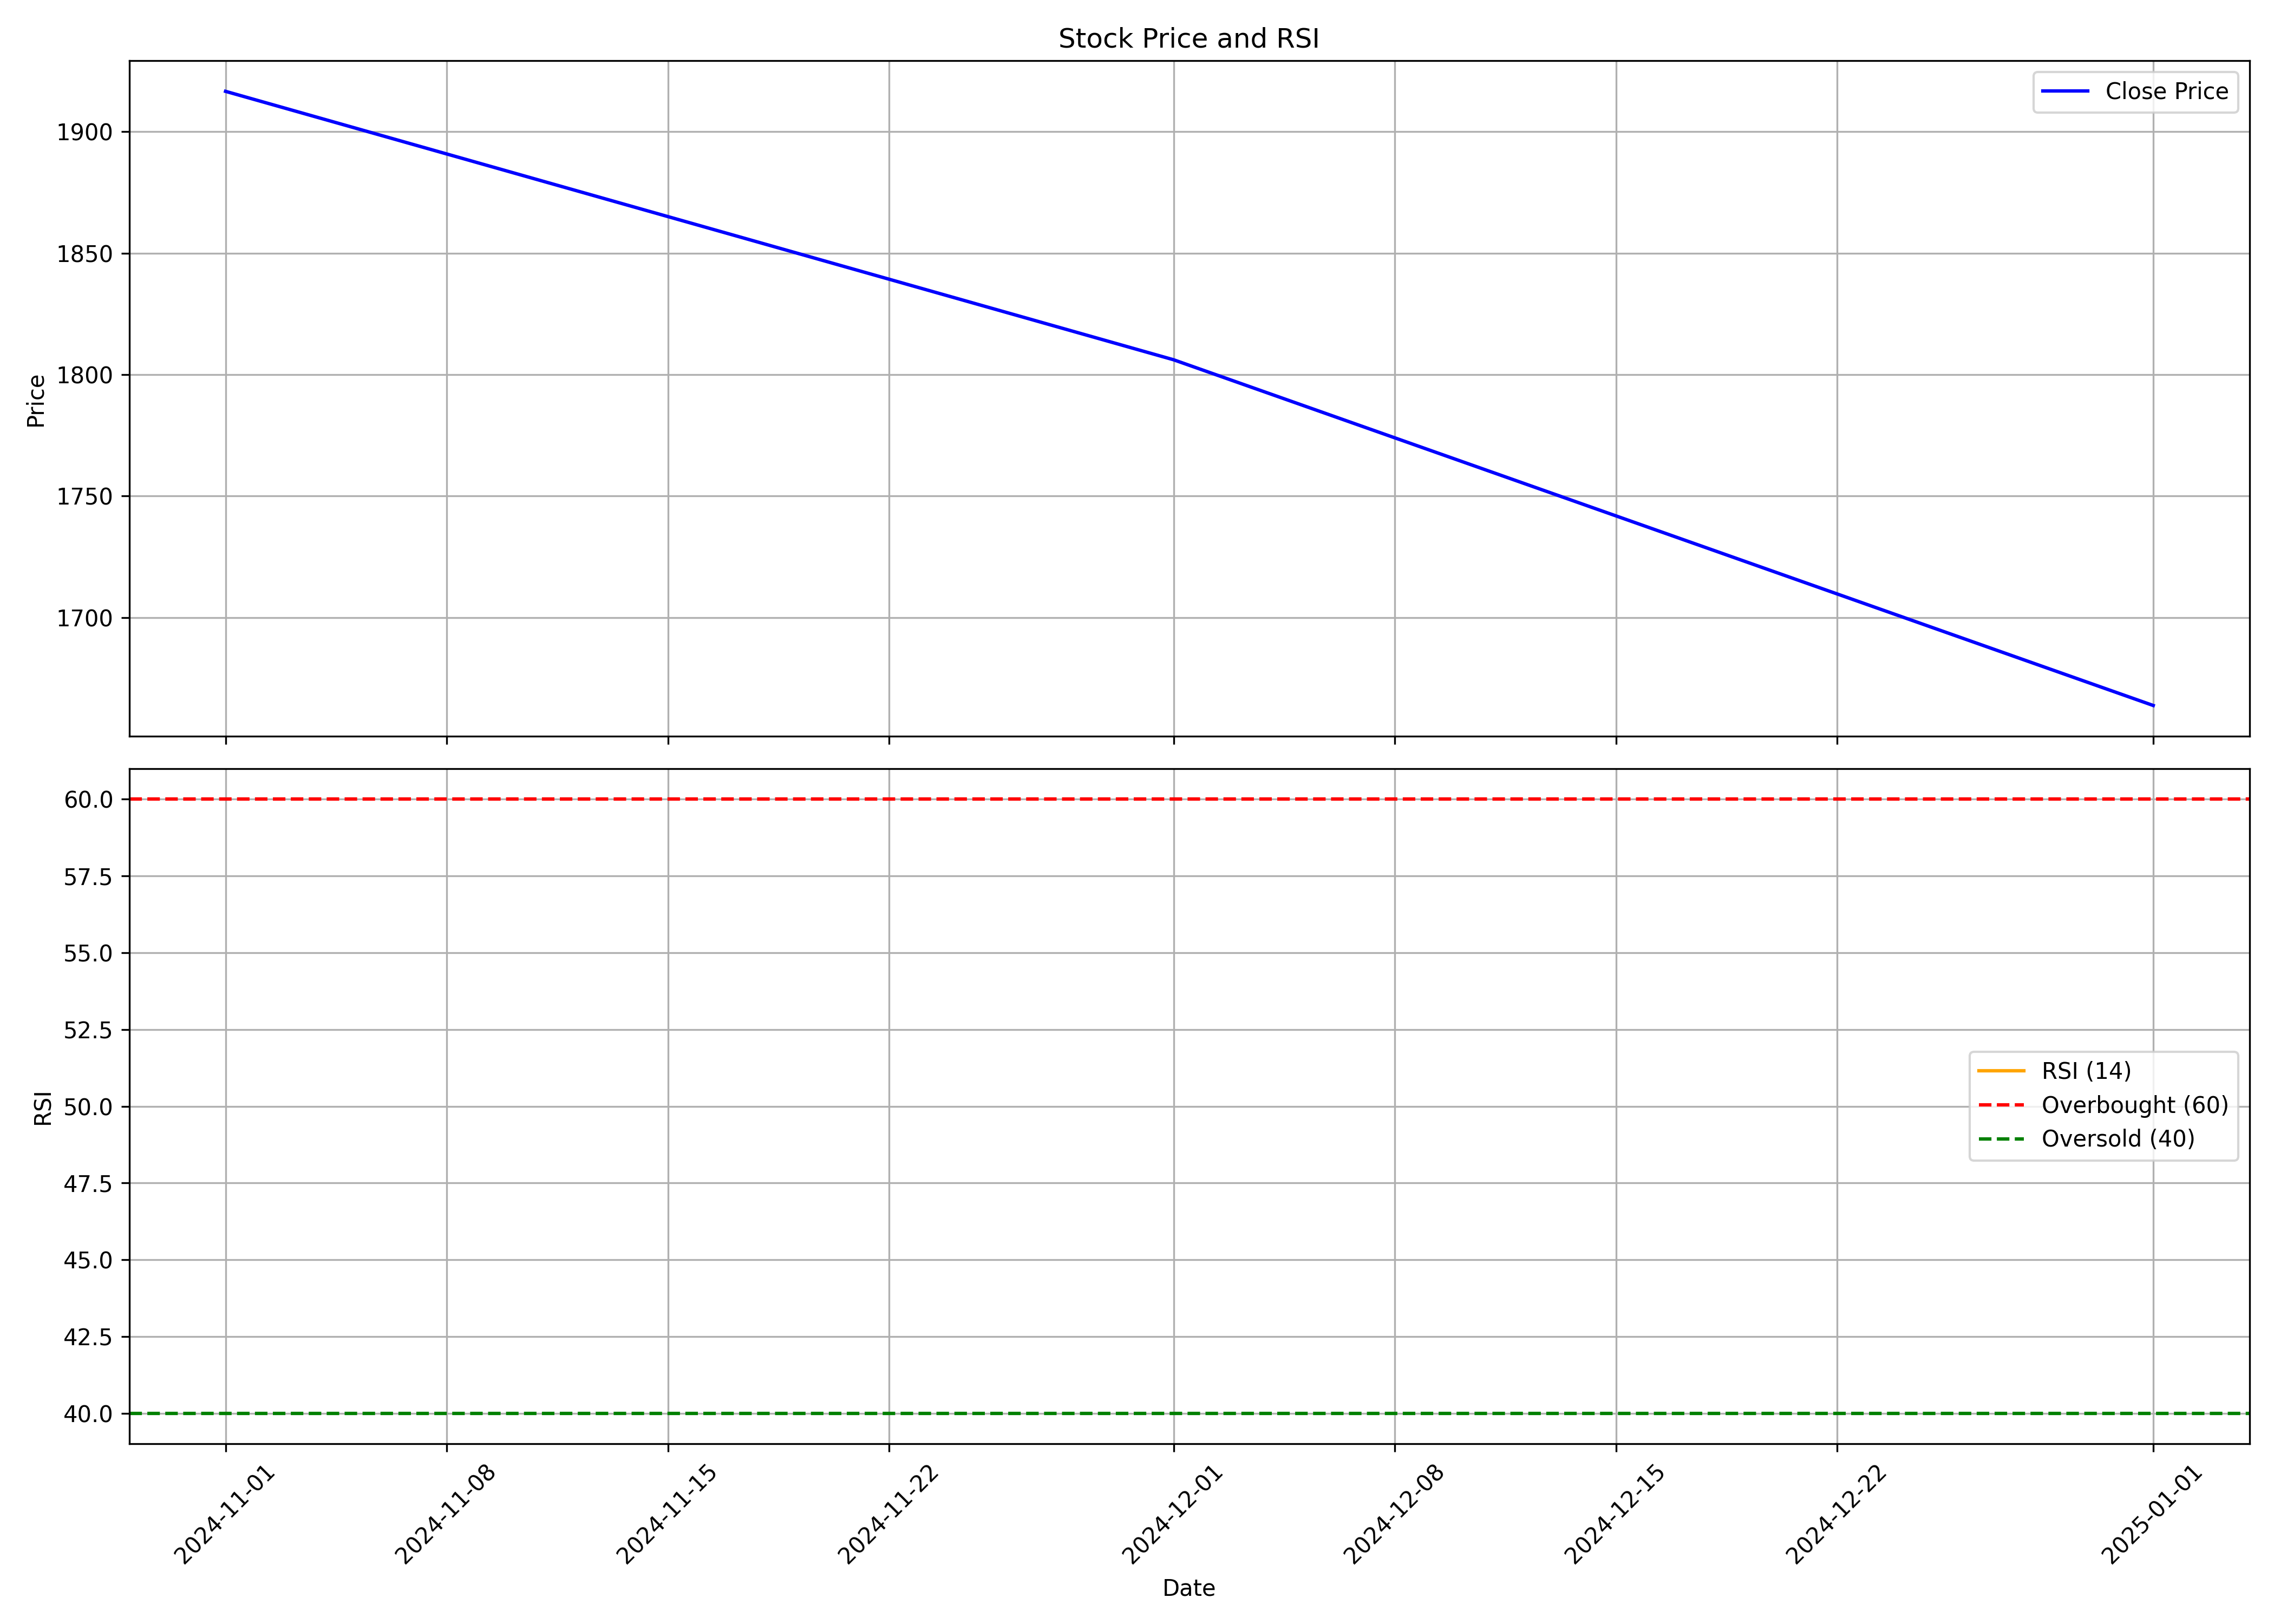 Stock Price and RSI
Close Price
1900
1850
1800
1750
1700
Price
60.0
57.5
55.0
52.5
50.0
47.5
45.0
42.5
40.0
RSI
RSI (14)
Overbought (60)
Oversold (40)
2024-11-01
2024-11-08
2024-11-15
2024-11-22
2024-12-01
2024-12-08
2024-12-15
2024-12-22
2025-01-01
Date